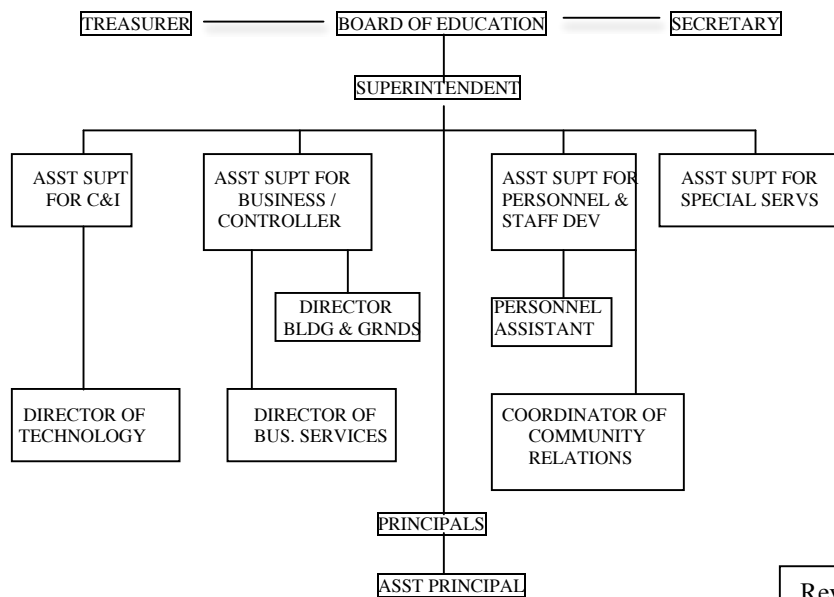 TREASURER
BOARD OF EDUCATION
SECRETARY
SUPERINTENDENT
ASST SUPT
FOR C&I
ASST SUPT FOR
BUSINESS /
CONTROLLER
ASST SUPT FOR
PERSONNEL &
STAFF DEV
ASST SUPT FOR
SPECIAL SERVS
DIRECTOR
BLDG & GRNDS
PERSONNEL
ASSISTANT
DIRECTOR OF
TECHNOLOGY
DIRECTOR OF
BUS. SERVICES
COORDINATOR OF
COMMUNITY
RELATIONS
PRINCIPALS
ASST PRINCIPAL